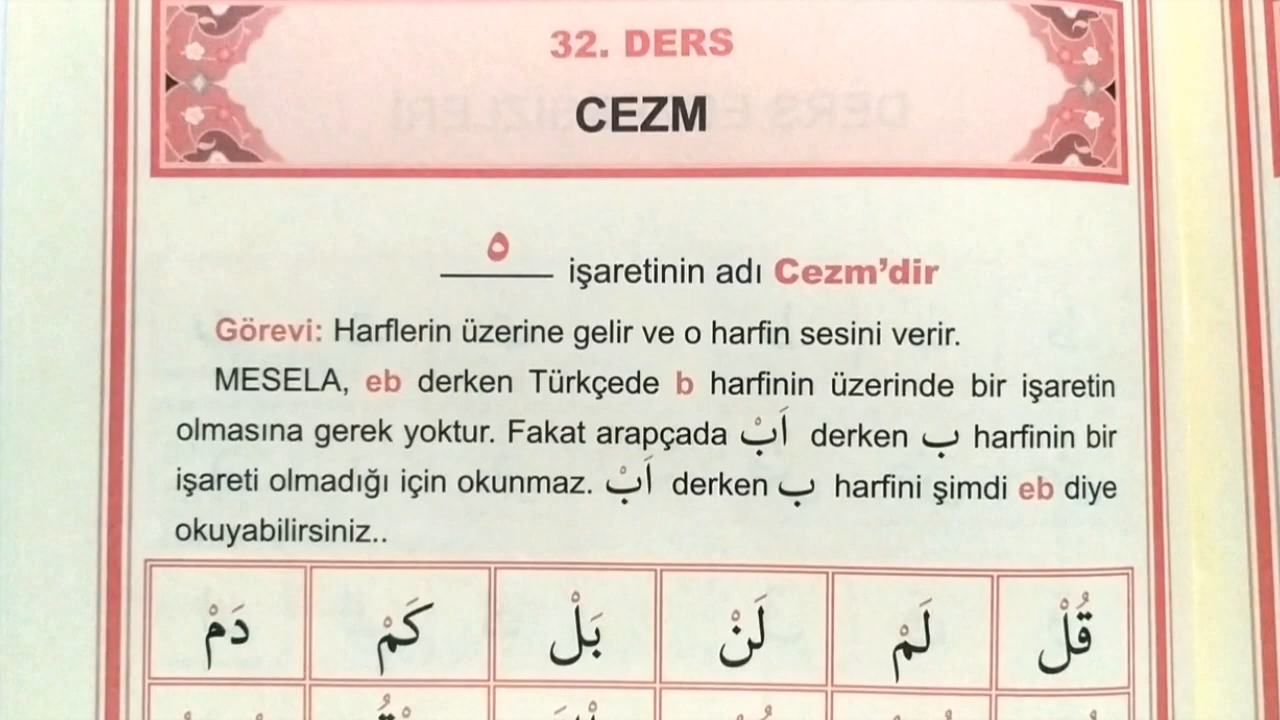 32. DERS
CEZM
ْ işaretinin adı Cezm’dir
Görevi: Harflerin üzerine gelir ve o harfin sesini verir.
MESELA, eb derken Türkçede b harfinin üzerinde bir işaretin
olmasına gerek yoktur. Fakat arapçada اَبْ derken ب harfinin bir
işareti olmadığı için okunmaz. اَبْ derken ب harfini şimdi eb diye
okuyabilirsiniz..
قُلْ لَمْ لَنْ بَلْ كَمْ دَمْ